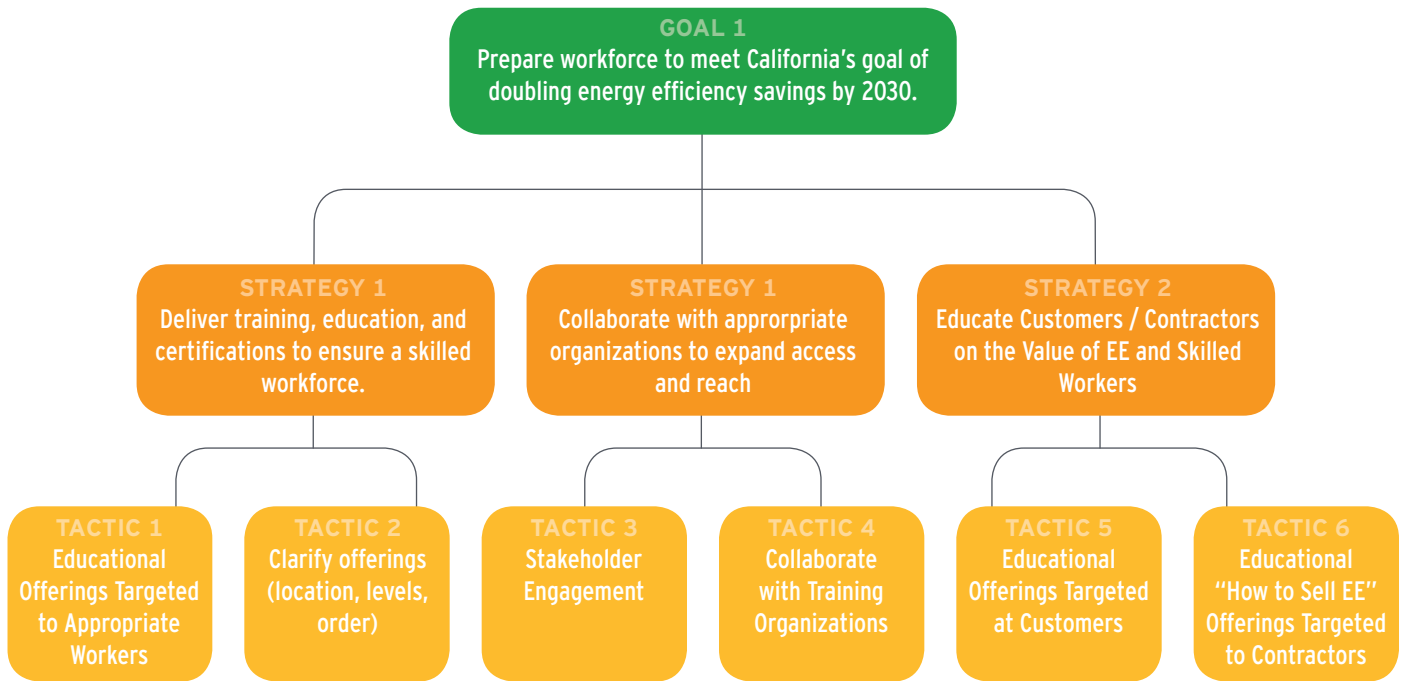 GOAL 1
Prepare workforce to meet California’s goal of
doubling energy efficiency savings by 2030.
STRATEGY 1
Deliver training, education, and
certifications to ensure a skilled
workforce.
STRATEGY 1
Collaborate with approrpriate
organizations to expand access
and reach
STRATEGY 2
Educate Customers / Contractors
on the Value of EE and Skilled
Workers
TACTIC 1
Educational
Offerings Targeted
to Appropriate
Workers
TACTIC 2
Clarify offerings
(location, levels,
order)
TACTIC 3
Stakeholder
Engagement
TACTIC 4
Collaborate
with Training
Organizations
TACTIC 5
Educational
Offerings Targeted
at Customers
TACTIC 6
Educational
“How to Sell EE”
Offerings Targeted
to Contractors